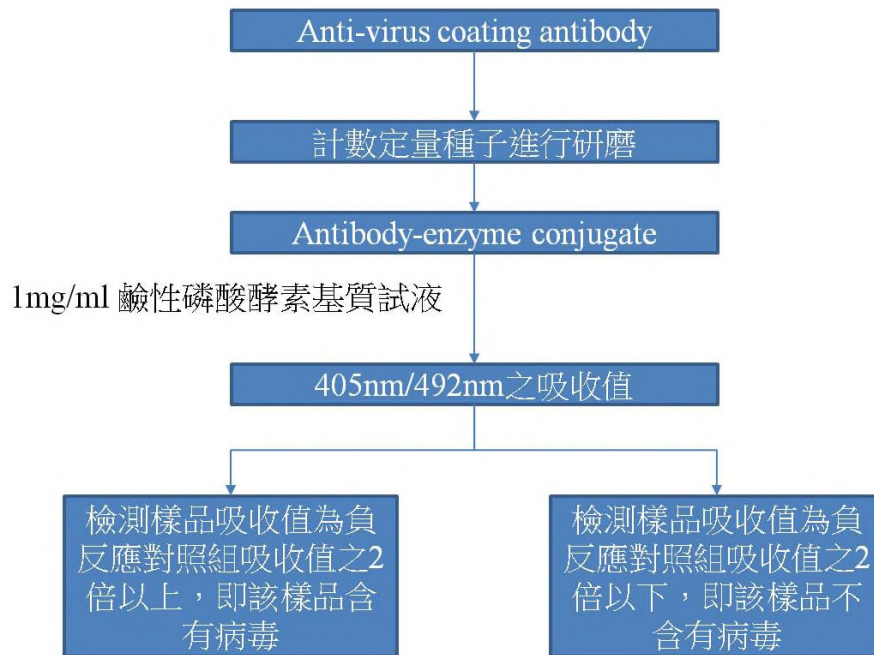 Anti-virus coating antibody
計數定量種子進行研磨
Antibody-enzyme conjugate
1mg/ml 鹼性磷酸酵素基質試液
405nm/492nm之吸收值
檢測樣品吸收值為負
反應對照組吸收值之2
倍以上，即該樣品含
有病毒
檢測樣品吸收值為負
反應對照組吸收值之2
倍以下，即該樣品不
含有病毒